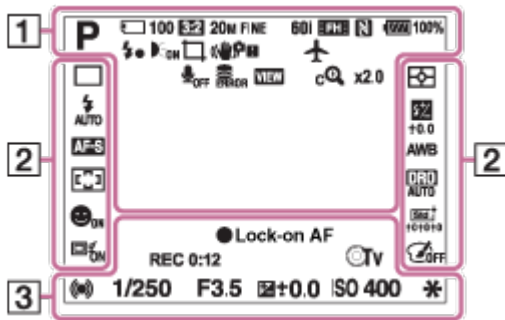 1
P 100 3:2 20M FINE 60i FH N 100%
ON
OFF ERROR VIEW C x2.0
2
AUTO
AF-S
ON
ON
2
±0.0
AWB
DRO
AUTO
OFF
●Lock-on AF
REC 0:12
Tv
3
1/250 F3.5 ±0.0 ISO 400 *